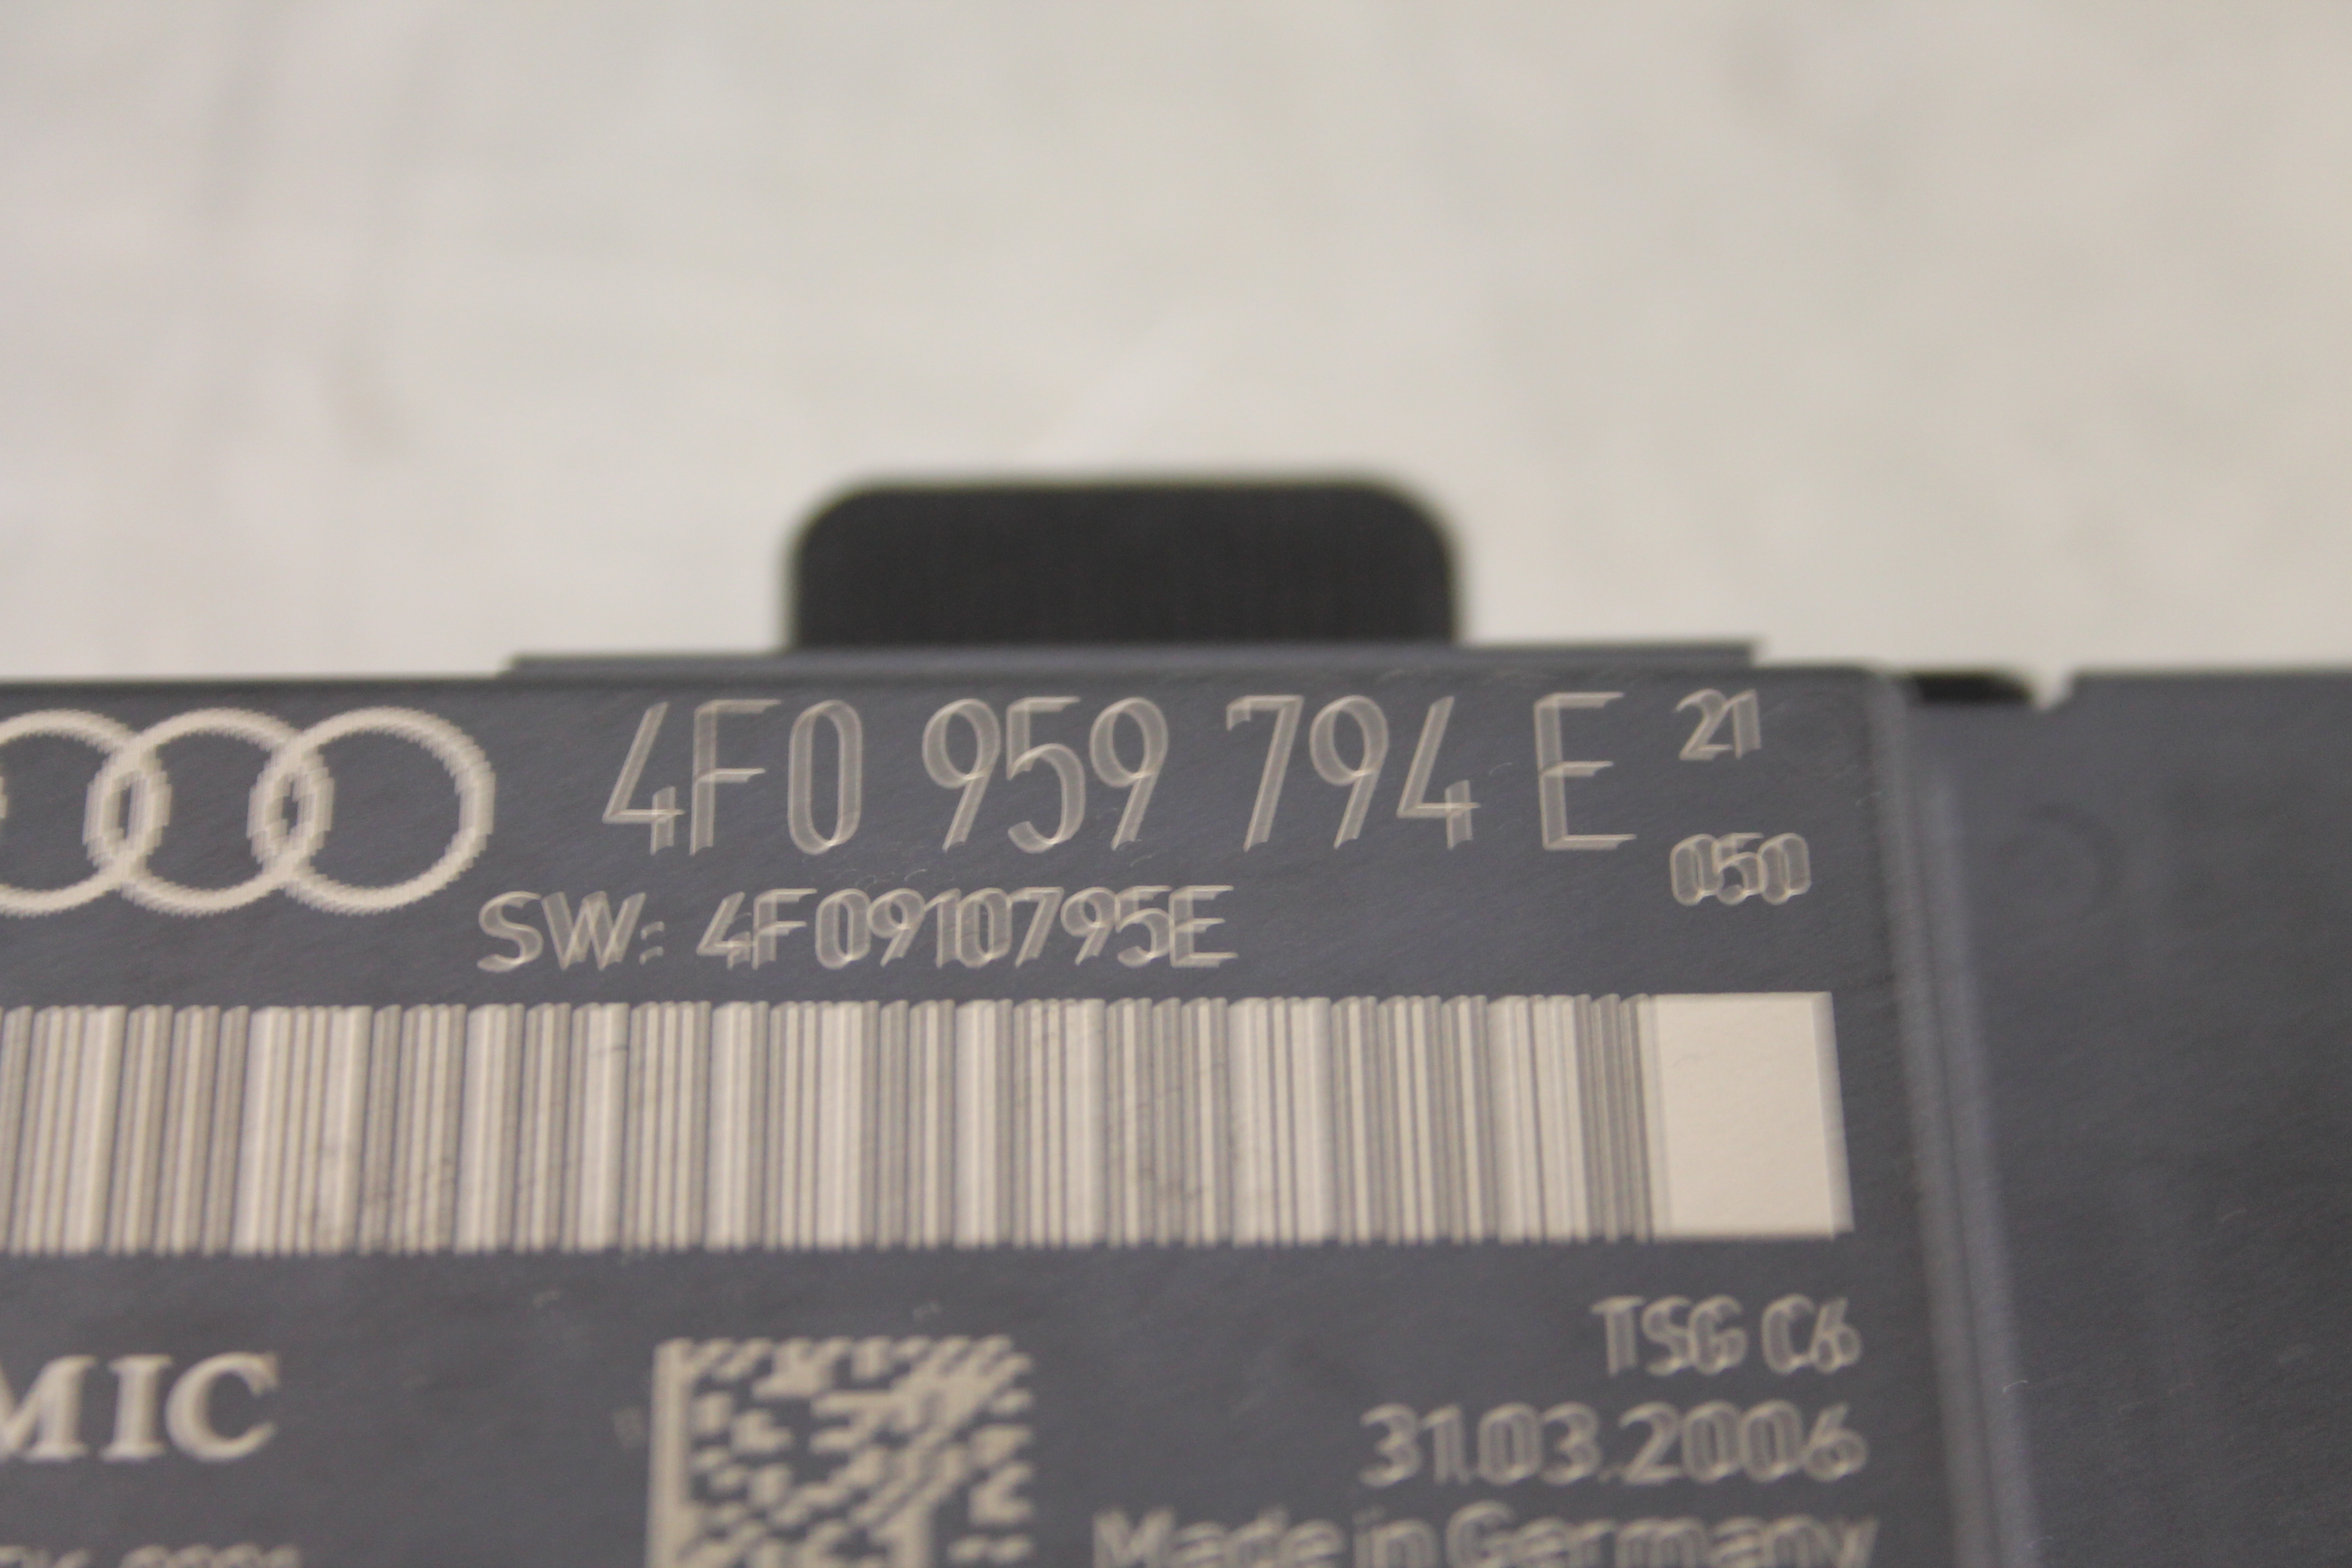 4F0 959 794 E 21
050
SW: 4F0910795E
TSG C6
MIC
31.03.2006
Made in Germany